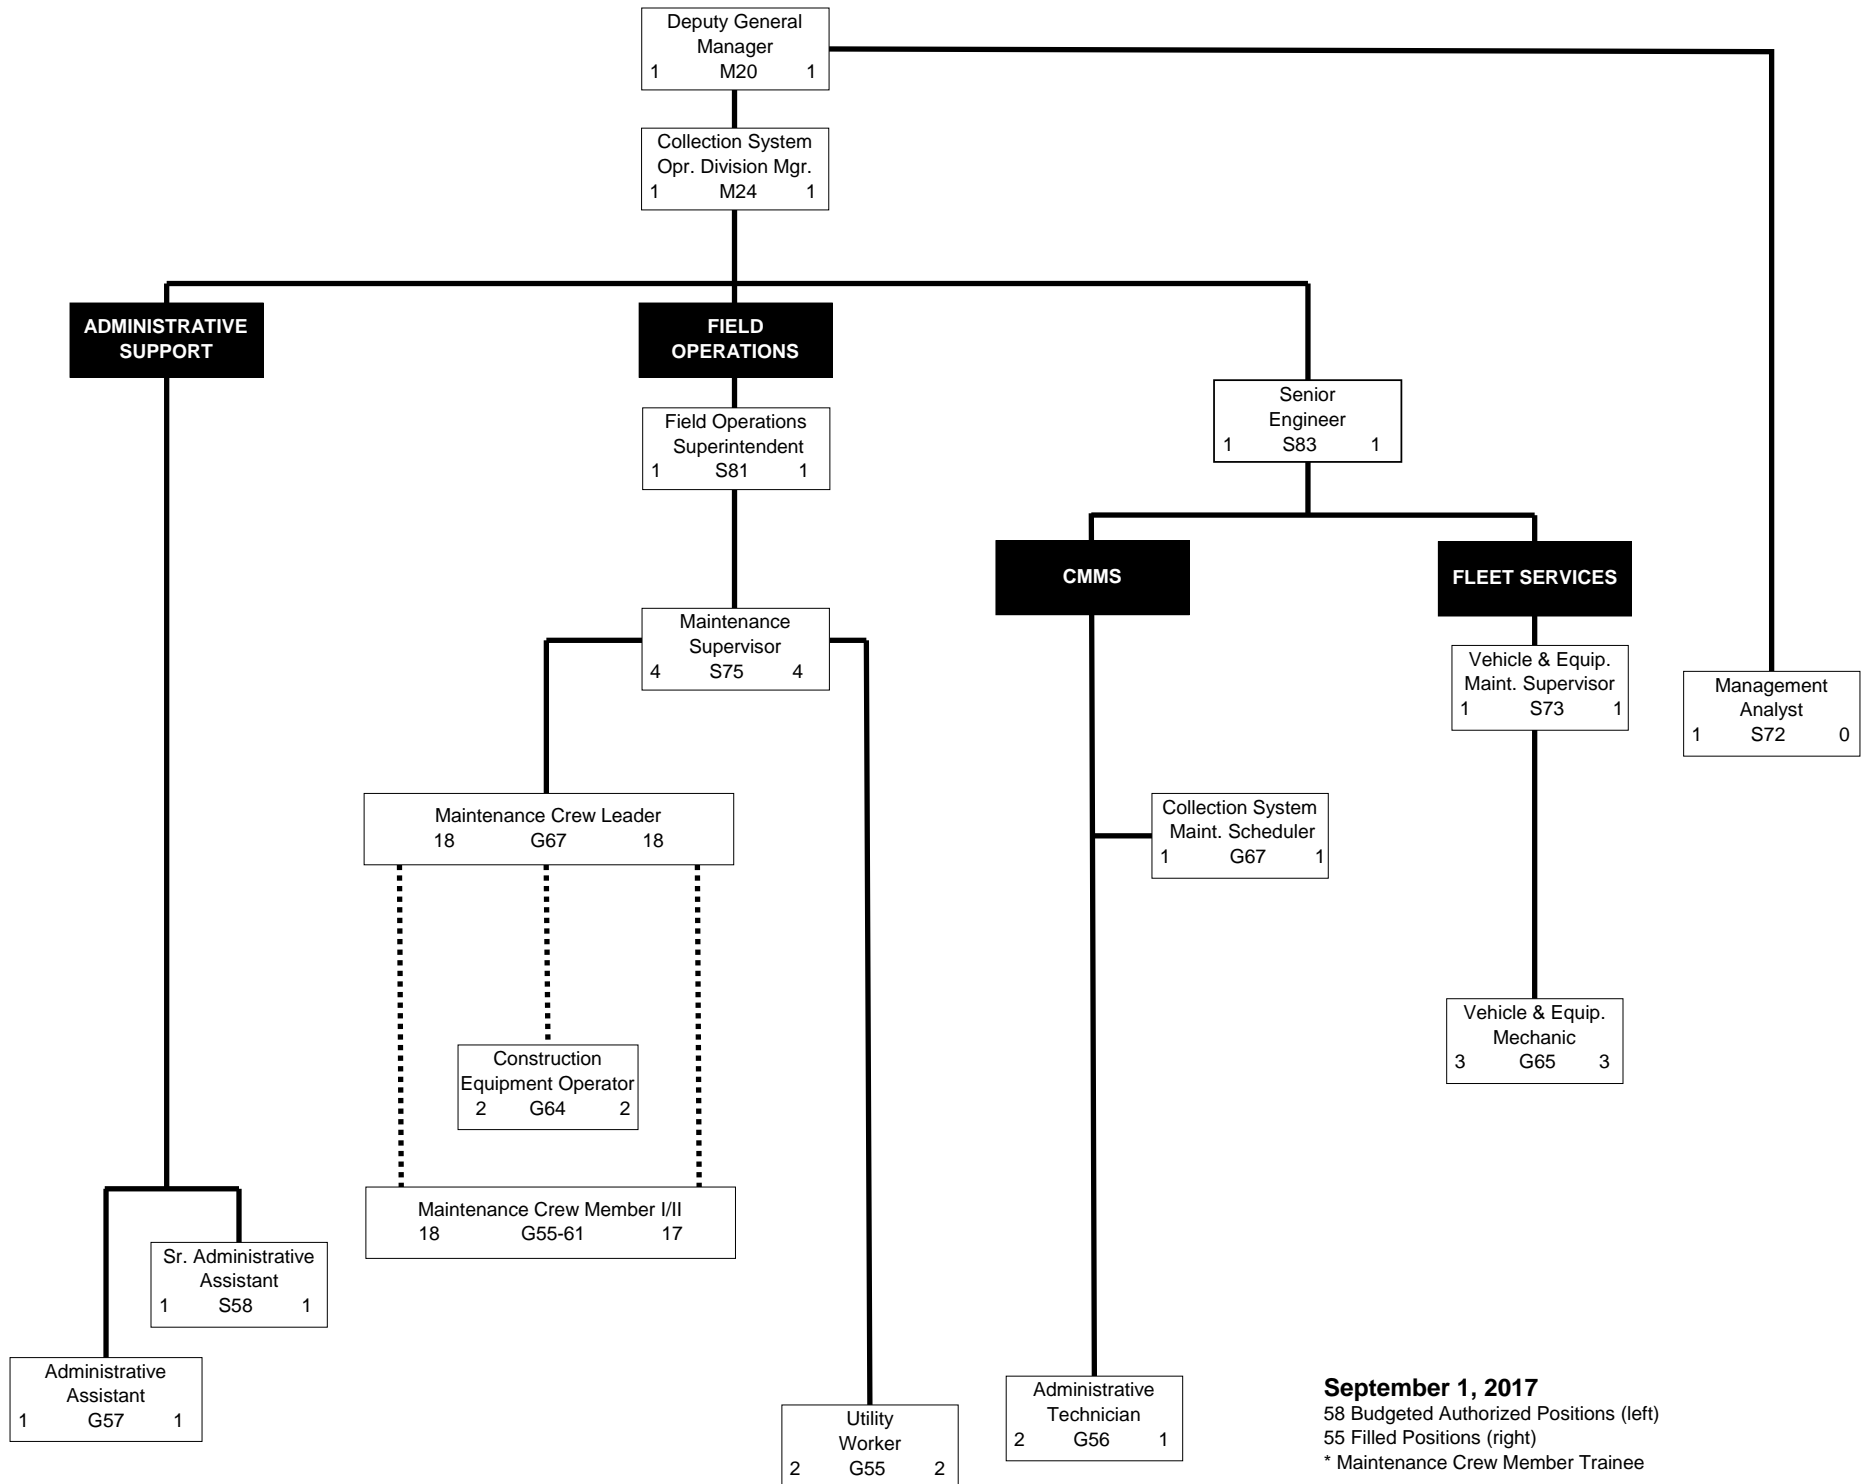 Deputy General
Manager
1 M20 1
Collection System
Opr. Division Mgr.
1 M24 1
ADMINISTRATIVE
SUPPORT
FIELD
OPERATIONS
Field Operations
Superintendent
1 S81 1
Senior
Engineer
1 S83 1
CMMS
FLEET SERVICES
Maintenance
Supervisor
4 S75 4
Vehicle & Equip.
Maint. Supervisor
1 S73 1
Management
Analyst
1 S72 0
Maintenance Crew Leader
18 G67 18
Collection System
Maint. Scheduler
1 G67 1
Construction
Equipment Operator
2 G64 2
Vehicle & Equip.
Mechanic
3 G65 3
Maintenance Crew Member I/II
18 G55-61 17
Sr. Administrative
Assistant
1 S58 1
Administrative
Assistant
1 G57 1
Utility
Worker
2 G55 2
Administrative
Technician
2 G56 1
September 1, 2017
58 Budgeted Authorized Positions (left)
55 Filled Positions (right)
* Maintenance Crew Member Trainee